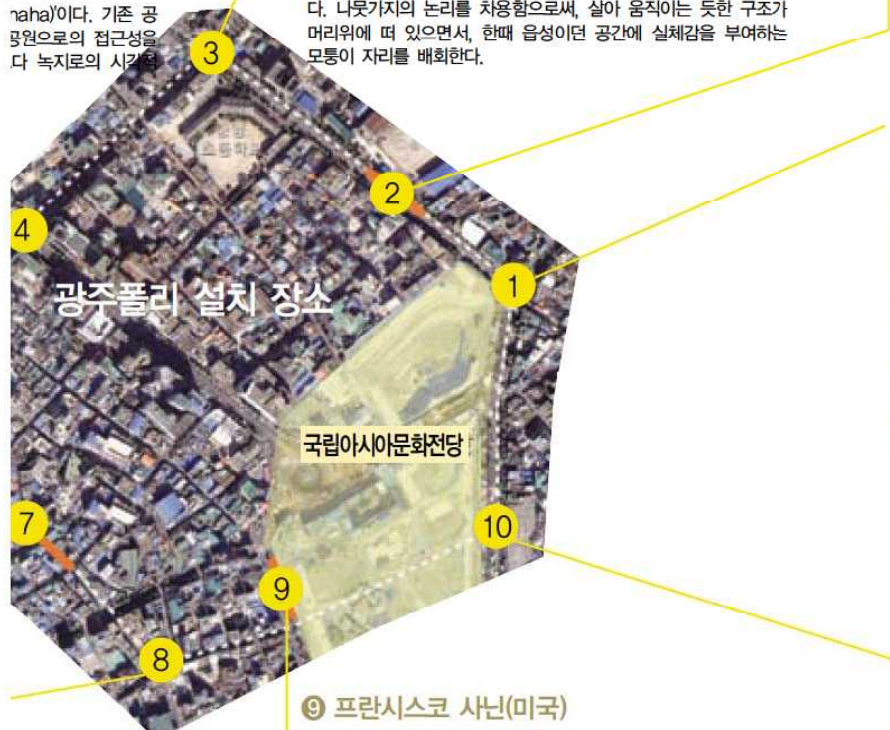 naha)'이다. 기존 공
공원으로의 접근성을
다 녹지로의 시각적
다. 나뭇가지의 논리를 차용함으로써, 살아 움직이는 듯한 구조가
머리위에 떠 있으면서, 한때 읍성이던 공간에 실체감을 부여하는
모퉁이 자리를 배회한다.
3
2
4
1
광주폴리 설치 장소
국립아시아문화전당
7
10
9
8
❾ 프란시스코 사닌(미국)